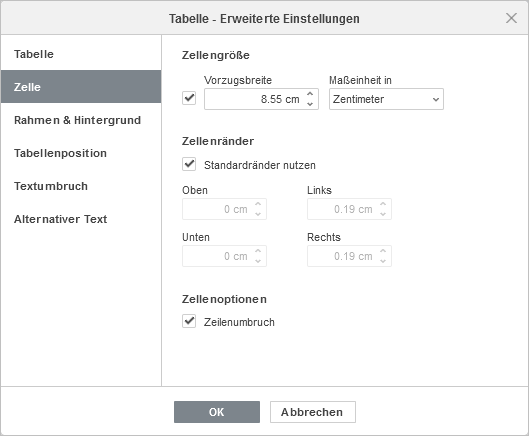 Tabelle - Erweiterte Einstellungen
Tabelle
Zelle
Rahmen & Hintergrund
Tabellenposition
Textumbruch
Alternativer Text
Zellengröße
Vorzugsbreite
Maßeinheit in
8.55 cm
Zentimeter
Zellenränder
Standardränder nutzen
Oben
Links
0 cm
0.19 cm
Unten
Rechts
0 cm
0.19 cm
Zellenoptionen
Zeilenumbruch
OK
Abbrechen